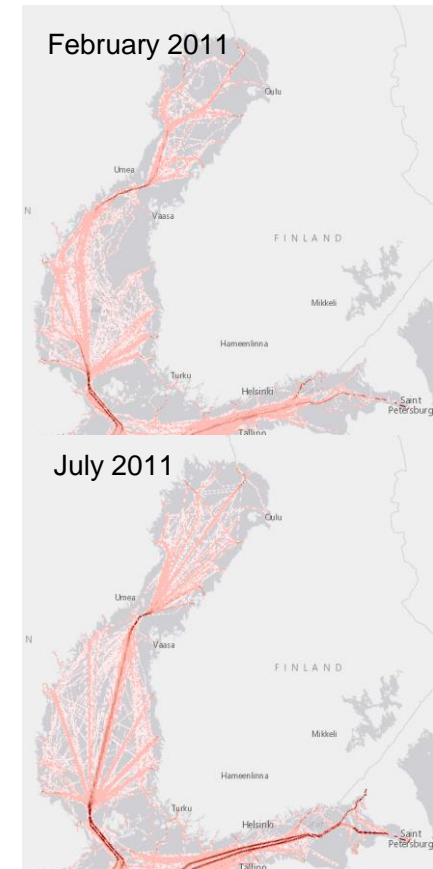 February 2011
Oulu
Umea
Vaasa
N
FINLAND
Mikkeli
Hameenlinna
Turku
Helsinki
Saint
Petersburg
Tallinn
July 2011
Oulu
Umea
Vaasa
N
FINLAND
Mikkeli
Hameenlinna
Turku
Helsinki
Saint
Petersburg
Tallinn